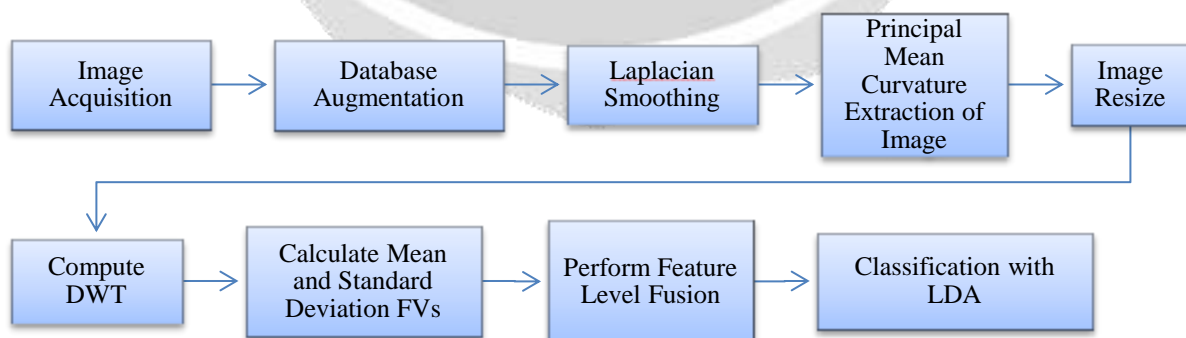 Image
Acquisition
Database
Augmentation
Laplacian
Smoothing
Principal
Mean
Curvature
Extraction of
Image
Image
Resize
Compute
DWT
Calculate Mean
and Standard
Deviation FVs
Perform Feature
Level Fusion
Classification with
LDA